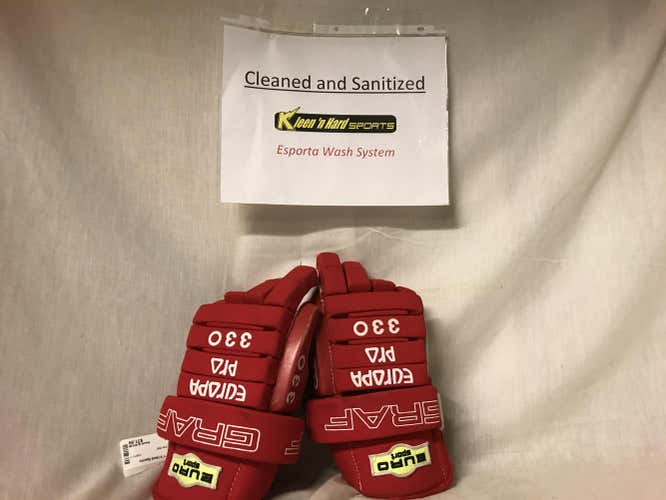 Cleaned and Sanitized
Kleen 'n Hard SPORTS
Esporta Wash System
330
EUROPA
PRO
GRAF
EURO
sport
330
330
EUROPA
PRO
GRAF
EURO
sport